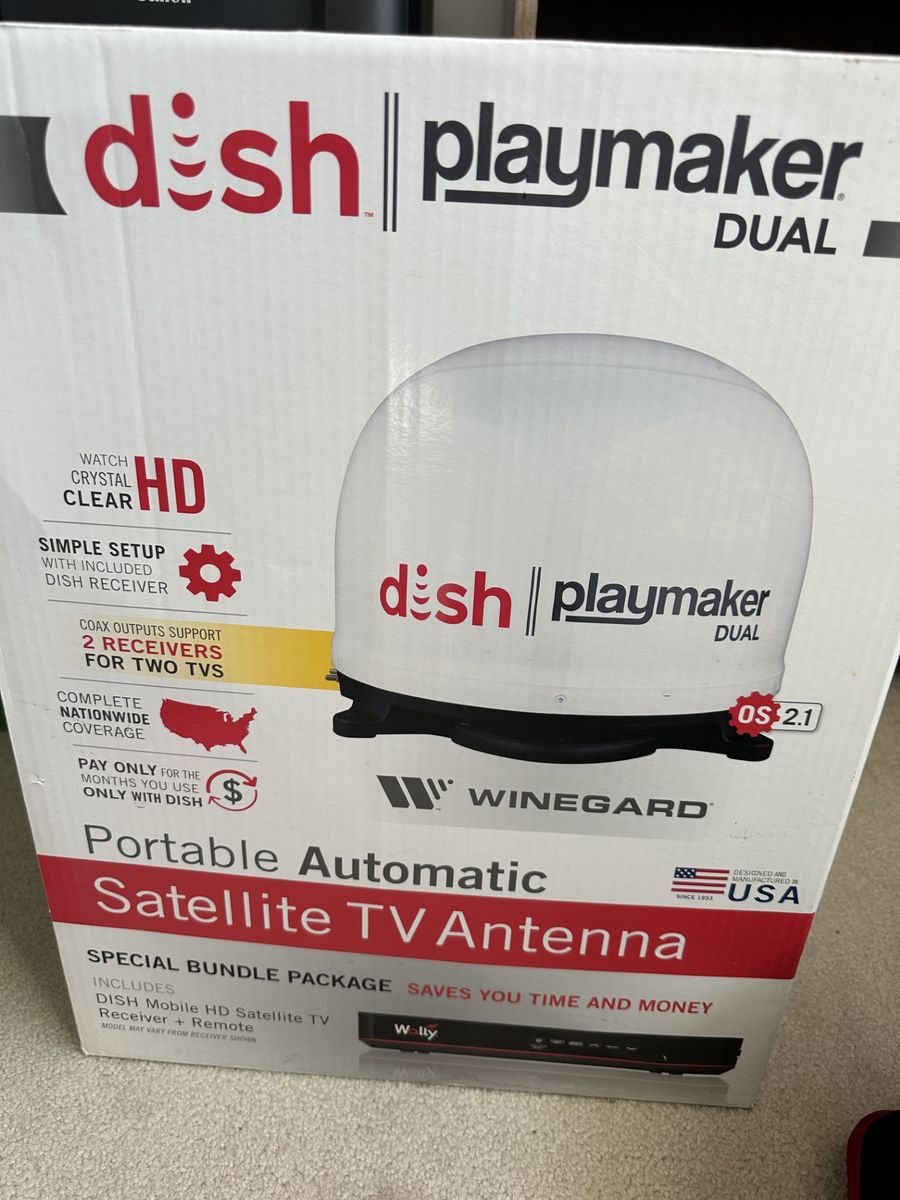 dish™ playmaker®
DUAL
WATCH
CRYSTAL
CLEAR HD
SIMPLE SETUP
WITH INCLUDED
DISH RECEIVER
COAX OUTPUTS SUPPORT
2 RECEIVERS
FOR TWO TVS
COMPLETE
NATIONWIDE
COVERAGE
PAY ONLY FOR THE
MONTHS YOU USE
ONLY WITH DISH
$
dish playmaker
DUAL
OS 2.1
W™ WINEGARD®
Portable Automatic
Satellite TV Antenna
SINCE 1953
DESIGNED AND
MANUFACTURED IN
USA
SPECIAL BUNDLE PACKAGE SAVES YOU TIME AND MONEY
INCLUDES
DISH Mobile HD Satellite TV
Receiver + Remote
MODEL MAY VARY FROM RECEIVER SHOWN
Wally